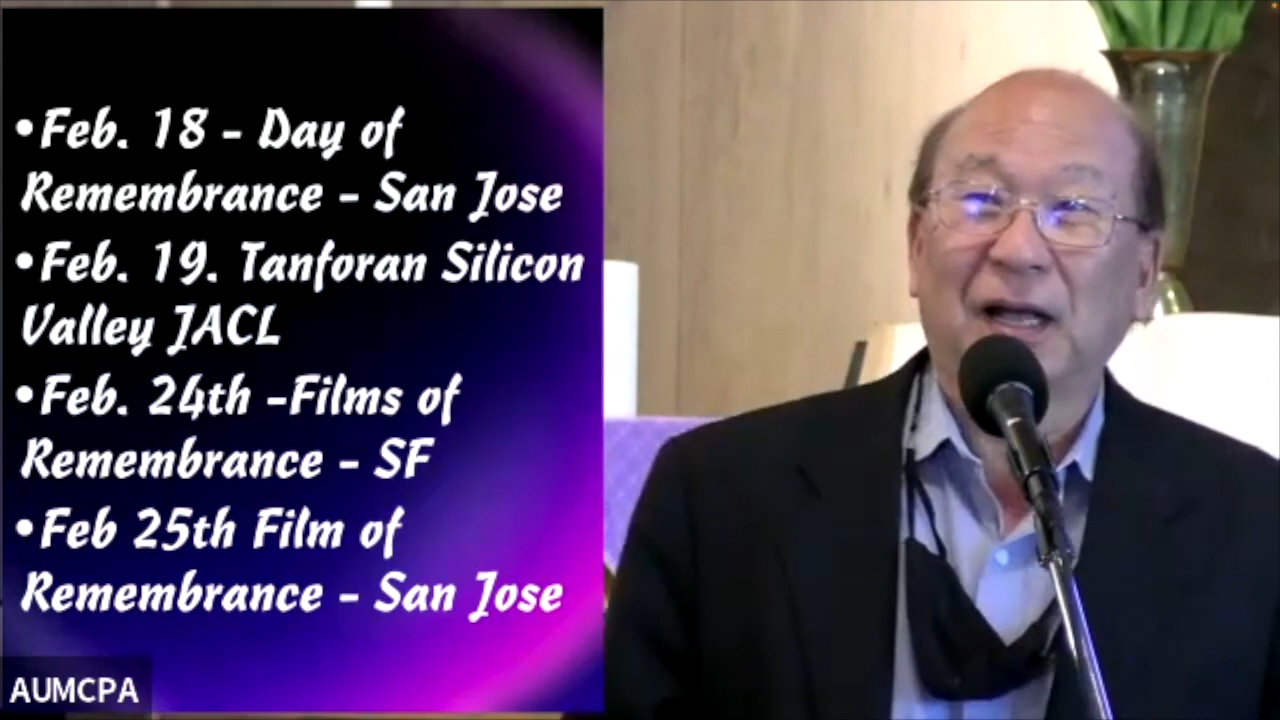 •Feb. 18 - Day of
Remembrance - San Jose
•Feb. 19. Tanforan Silicon
Valley JACL
•Feb. 24th -Films of
Remembrance - SF
•Feb 25th Film of
Remembrance - San Jose
AUMCPA